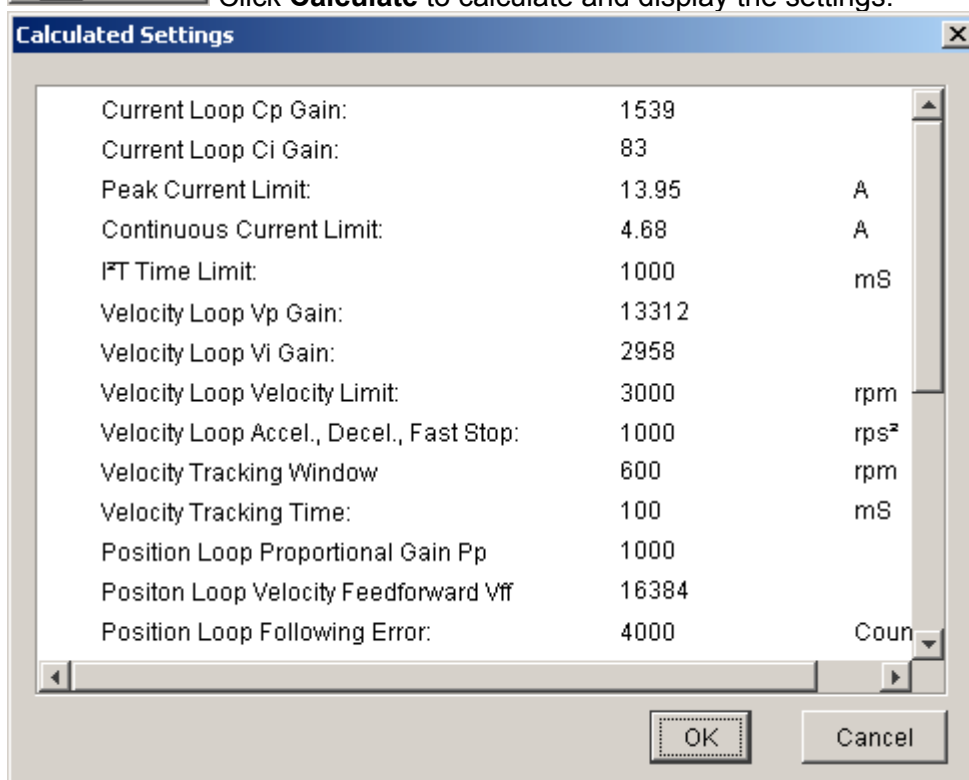 Click Calculate to calculate and display the settings.
Calculated Settings
Current Loop Cp Gain: 1539
Current Loop Ci Gain: 83
Peak Current Limit: 13.95 A
Continuous Current Limit: 4.68 A
I²T Time Limit: 1000 mS
Velocity Loop Vp Gain: 13312
Velocity Loop Vi Gain: 2958
Velocity Loop Velocity Limit: 3000 rpm
Velocity Loop Accel., Decel., Fast Stop: 1000 rps²
Velocity Tracking Window 600 rpm
Velocity Tracking Time: 100 mS
Position Loop Proportional Gain Pp 1000
Positon Loop Velocity Feedforward Vff 16384
Position Loop Following Error: 4000 Coun
OK Cancel